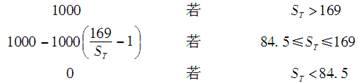 1000 若 S_T > 169
1000 − 1000(169/S_T − 1) 若 84.5 ≤ S_T ≤ 169
0 若 S_T < 84.5